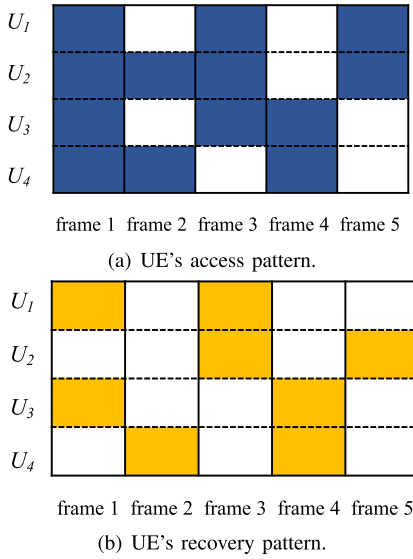 U1
U2
U3
U4
frame 1 frame 2 frame 3 frame 4 frame 5
(a) UE's access pattern.
U1
U2
U3
U4
frame 1 frame 2 frame 3 frame 4 frame 5
(b) UE's recovery pattern.